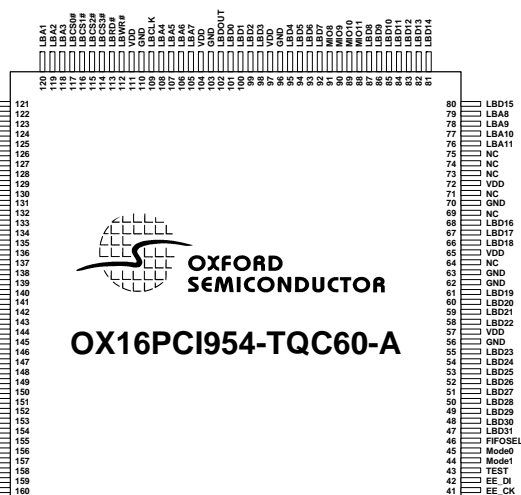 LBA1 LBA2 LBA3 LBCS0# LBCS1# LBCS2# LBCS3# LBRD# LBWR# VDD GND LBCLK LBA4 LBA5 LBA6 LBA7 VDD GND LBDOUT LBD0 LBD1 LBD2 LBD3 VDD GND LBD4 LBD5 LBD6 LBD7 MIO8 MIO9 MIO10 MIO11 LBD8 LBD9 LBD10 LBD11 LBD12 LBD13 LBD14
120 119 118 117 116 115 114 113 112 111 110 109 108 107 106 105 104 103 102 101 100 99 98 97 96 95 94 93 92 91 90 89 88 87 86 85 84 83 82 81
121 80 LBD15
122 79 LBA8
123 78 LBA9
124 77 LBA10
125 76 LBA11
126 75 NC
127 74 NC
128 73 NC
129 72 VDD
130 71 NC
131 70 GND
132 69 NC
133 68 LBD16
134 67 LBD17
135 66 LBD18
136 65 VDD
137 64 NC
138 63 GND
139 62 GND
140 61 LBD19
141 60 LBD20
142 59 LBD21
143 58 LBD22
144 57 VDD
145 56 GND
146 55 LBD23
147 54 LBD24
148 53 LBD25
149 52 LBD26
150 51 LBD27
151 50 LBD28
152 49 LBD29
153 48 LBD30
154 47 LBD31
155 46 FIFOSEL
156 45 Mode0
157 44 Mode1
158 43 TEST
159 42 EE_DI
160 41 EE_CK
OXFORD
SEMICONDUCTOR
OX16PCI954-TQC60-A